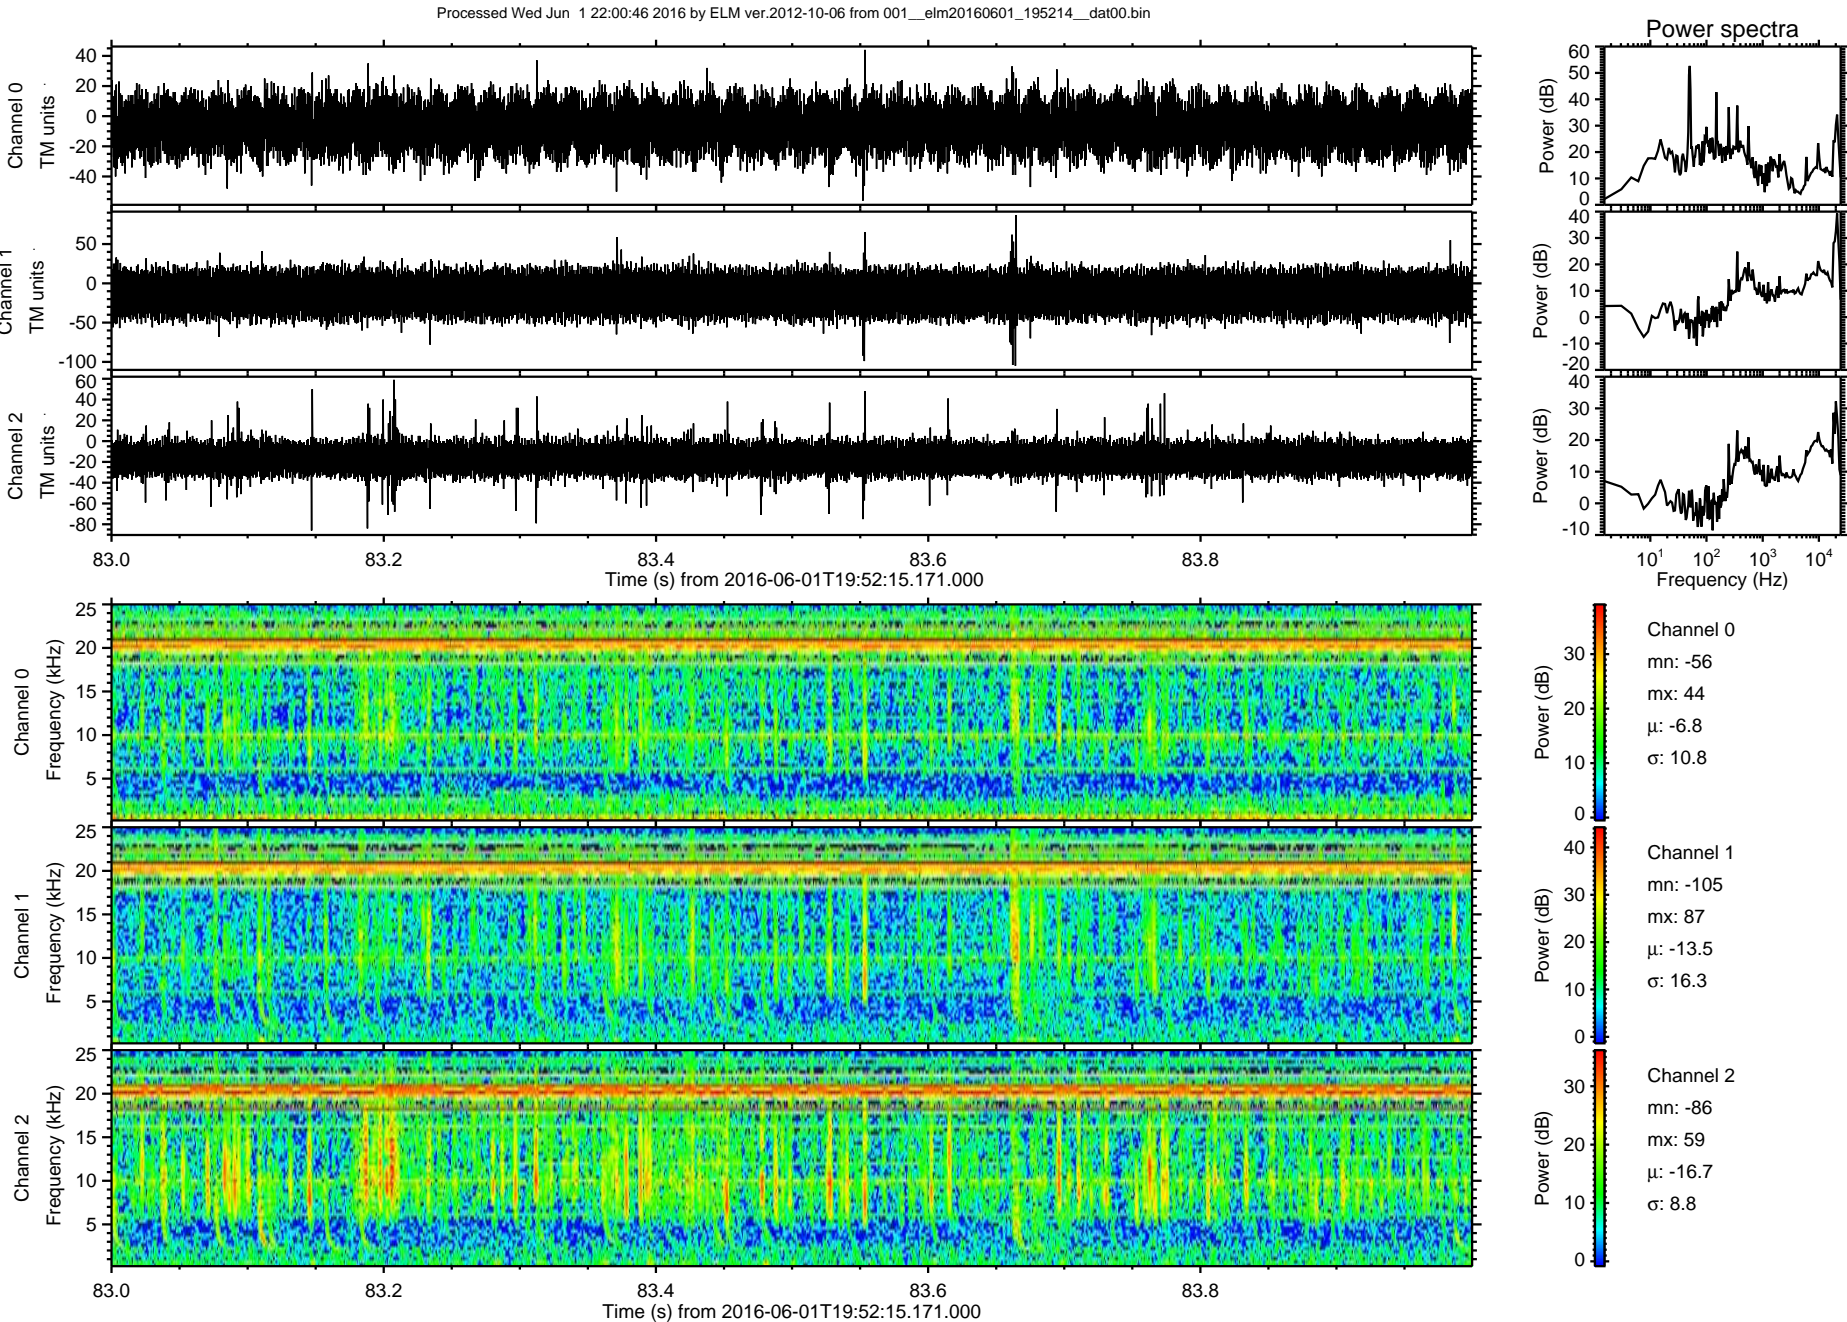 Processed Wed Jun  1 22:00:46 2016 by ELM ver.2012-10-06 from 001__elm20160601_195214__dat00.bin
Power spectra
Channel 0
TM units
40
20
0
-20
-40
Power (dB)
60
50
40
30
20
10
0
Channel 1
TM units
50
0
-50
-100
Power (dB)
40
30
20
10
0
-10
-20
Channel 2
TM units
60
40
20
0
-20
-40
-60
-80
Power (dB)
40
30
20
10
0
-10
83.0 83.2 83.4 83.6 83.8
Time (s) from 2016-06-01T19:52:15.171.000
10^1 10^2 10^3 10^4
Frequency (Hz)
Channel 0
Frequency (kHz)
25
20
15
10
5
Power (dB)
30
20
10
0
Channel 0
mn: -56
mx: 44
μ: -6.8
σ: 10.8
Channel 1
Frequency (kHz)
25
20
15
10
5
Power (dB)
40
30
20
10
0
Channel 1
mn: -105
mx: 87
μ: -13.5
σ: 16.3
Channel 2
Frequency (kHz)
25
20
15
10
5
Power (dB)
30
20
10
0
Channel 2
mn: -86
mx: 59
μ: -16.7
σ: 8.8
83.0 83.2 83.4 83.6 83.8
Time (s) from 2016-06-01T19:52:15.171.000